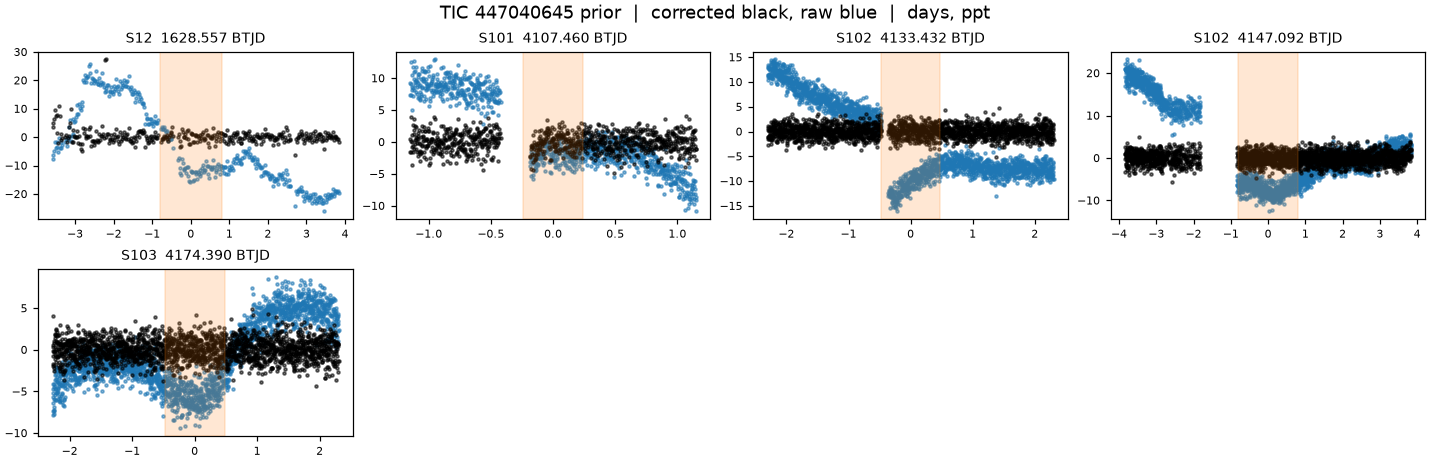 TIC 447040645 prior | corrected black, raw blue | days, ppt
S12 1628.557 BTJD
S101 4107.460 BTJD
S102 4133.432 BTJD
S102 4147.092 BTJD
30
20
10
0
−10
−20
−3 −2 −1 0 1 2 3 4
10
5
0
−5
−10
−1.0 −0.5 0.0 0.5 1.0
15
10
5
0
−5
−10
−15
−2 −1 0 1 2
20
10
0
−10
−4 −3 −2 −1 0 1 2 3 4
S103 4174.390 BTJD
5
0
−5
−10
−2 −1 0 1 2